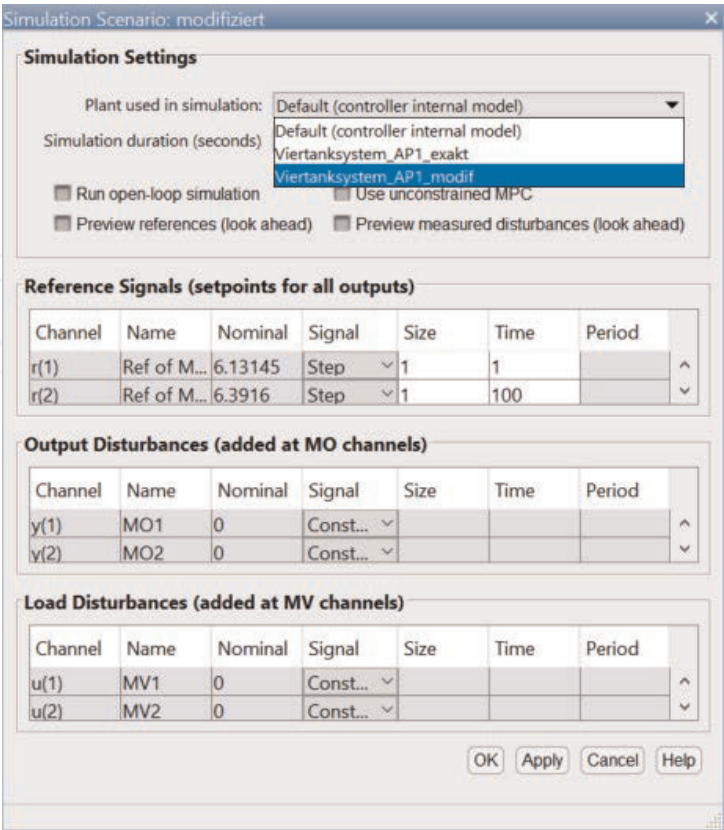 Simulation Scenario: modifiziert
Simulation Settings
Plant used in simulation: Default (controller internal model)
Default (controller internal model)
Simulation duration (seconds)
Viertanksystem_AP1_exakt
Viertanksystem_AP1_modif
Run open-loop simulation Use unconstrained MPC
Preview references (look ahead) Preview measured disturbances (look ahead)
Reference Signals (setpoints for all outputs)
Channel Name Nominal Signal Size Time Period
r(1) Ref of M... 6.13145 Step 1 1
r(2) Ref of M... 6.3916 Step 1 100
Output Disturbances (added at MO channels)
Channel Name Nominal Signal Size Time Period
y(1) MO1 0 Const...
y(2) MO2 0 Const...
Load Disturbances (added at MV channels)
Channel Name Nominal Signal Size Time Period
u(1) MV1 0 Const...
u(2) MV2 0 Const...
OK Apply Cancel Help